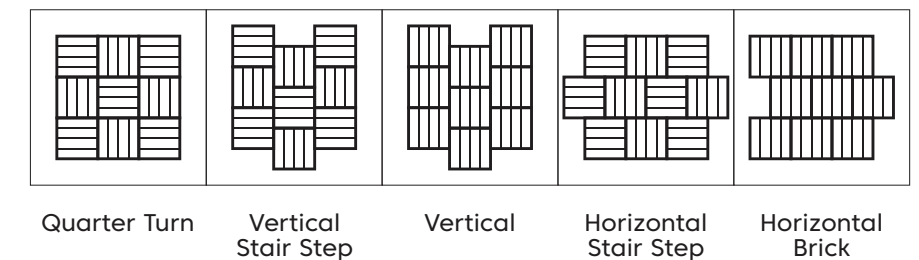 Quarter Turn
Vertical
Stair Step
Vertical
Horizontal
Stair Step
Horizontal
Brick